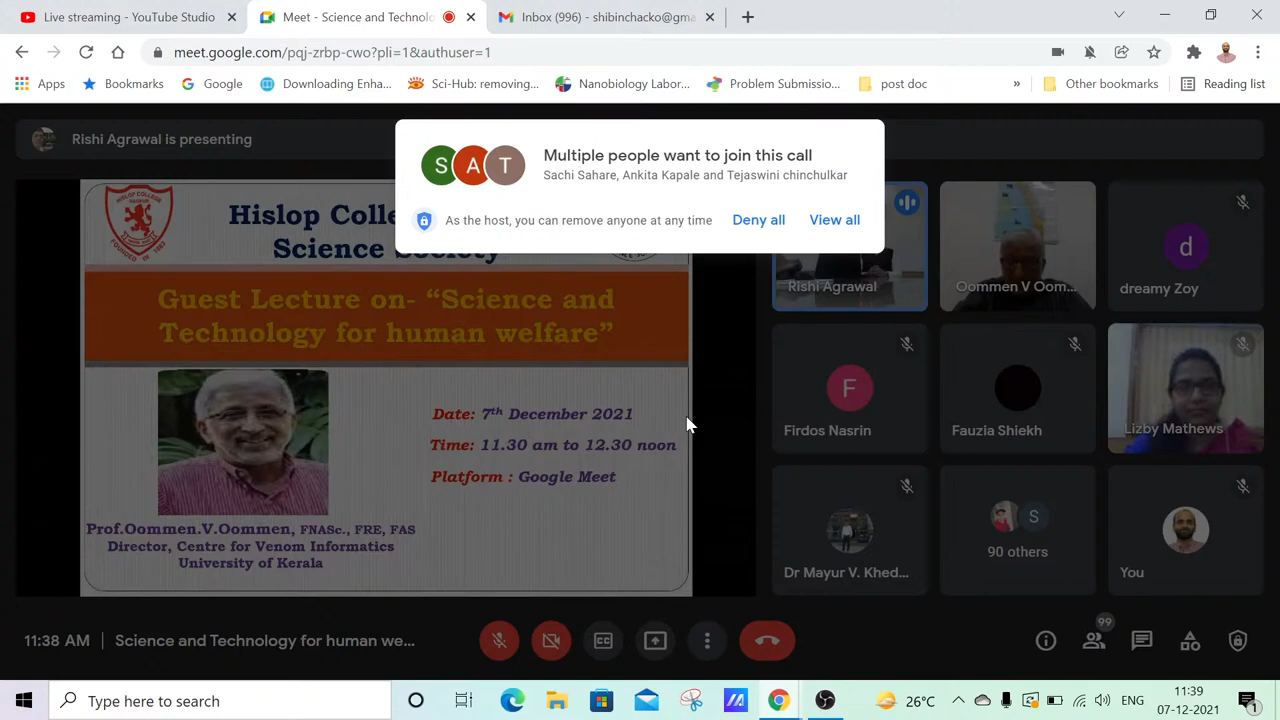 Live streaming - YouTube Studio
Meet - Science and Technolo
Inbox (996) - shibinchacko@gma
meet.google.com/pqj-zrbp-cwo?pli=1&authuser=1
Apps
Bookmarks
Google
Downloading Enha...
Sci-Hub: removing...
Nanobiology Labor...
Problem Submissio...
post doc
»
Other bookmarks
Reading list
Rishi Agrawal is presenting
S A T
Multiple people want to join this call
Sachi Sahare, Ankita Kapale and Tejaswini chinchulkar
As the host, you can remove anyone at any time
Deny all
View all
HISLOP COLLEGE
Hislop Colle
Science Society
Guest Lecture on- “Science and
Technology for human welfare”
Date: 7th December 2021
Time: 11.30 am to 12.30 noon
Platform : Google Meet
Prof.Oommen.V.Oommen, FNASc., FRE, FAS
Director, Centre for Venom Informatics
University of Kerala
Rishi Agrawal
Oommen V Oom...
d
dreamy Zoy
F
Firdos Nasrin
Fauzia Shiekh
Lizby Mathews
Dr Mayur V. Khed...
S
90 others
You
11:38 AM
Science and Technology for human we...
CC
99
Type here to search
26°C
ENG
11:39
07-12-2021
1